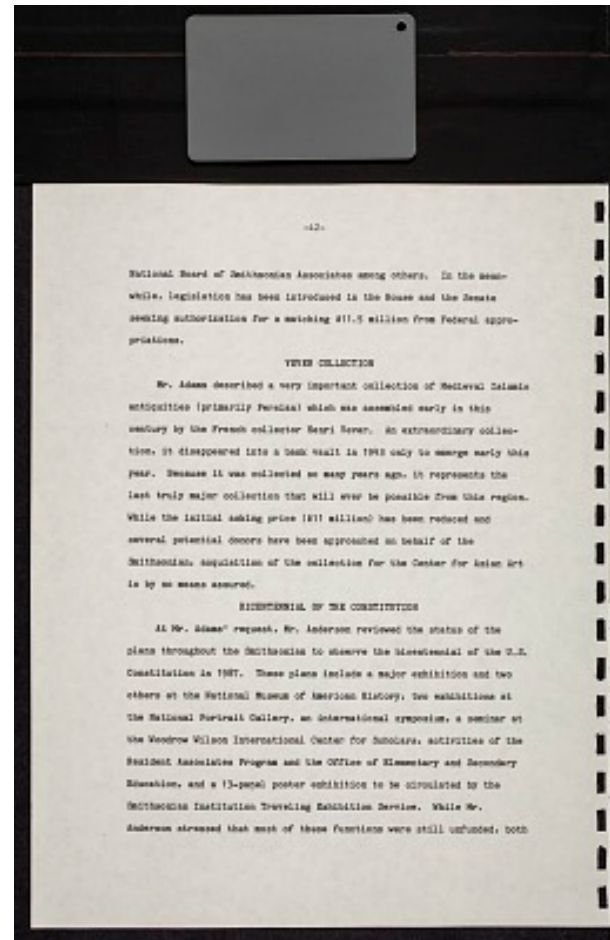 -12-
National Board of Smithsonian Associates among others. In the mean-
while, legislation has been introduced in the House and the Senate
seeking authorization for a matching $11.5 million from Federal appro-
priations.
VEVER COLLECTION
Mr. Adams described a very important collection of Medieval Islamic
antiquities (primarily Persian) which was assembled early in this
century by the French collector Henri Vever. An extraordinary collec-
tion, it disappeared into a bank vault in only to emerge early this
year. Because it was collected so many years ago, it represents the
last truly major collection that will ever be possible from this region.
While the initial asking price ($11 million) has been reduced and
several potential donors have been approached on behalf of the
Smithsonian, acquisition of the collection for the Center for Asian Art
is by no means assured.
BICENTENNIAL OF THE CONSTITUTION
At Mr. Adams' request, Mr. Anderson reviewed the status of the
plans throughout the Smithsonian to observe the bicentennial of the U.S.
Constitution in 1987. These plans include a major exhibition and two
others at the National Museum of American History, two exhibitions at
the National Portrait Gallery, an international symposium, a seminar at
the Woodrow Wilson International Center for Scholars, activities of the
Resident Associates Program and the Office of Elementary and Secondary
Education, and a 13-panel poster exhibition to be circulated by the
Smithsonian Institution Traveling Exhibition Service. While Mr.
Anderson stressed that most of these functions were still unfunded, both